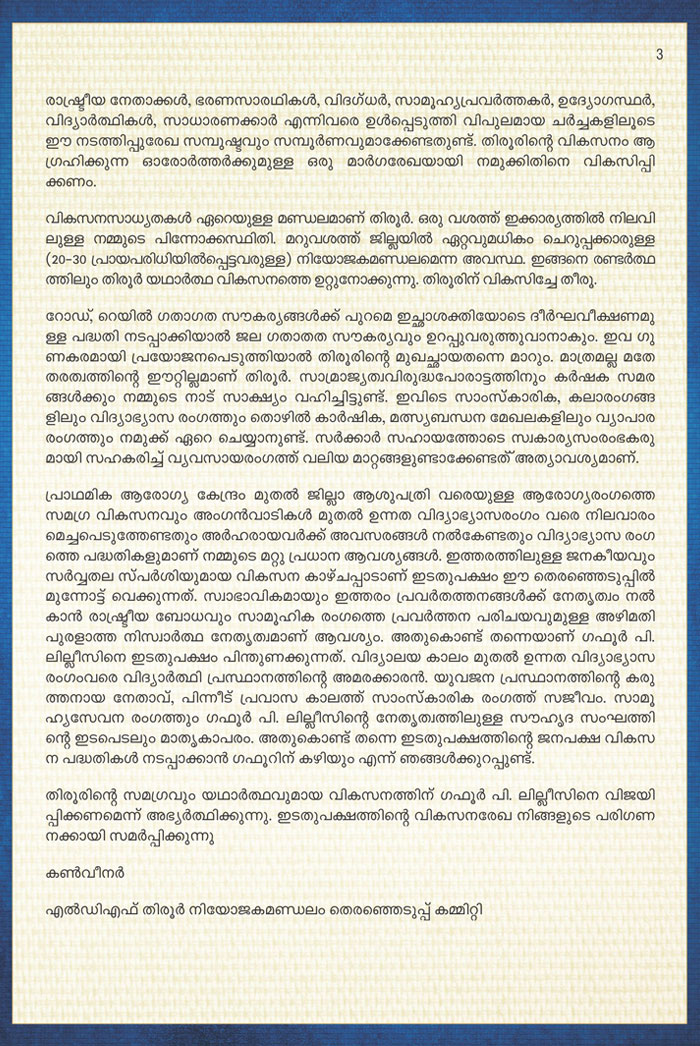 3
രാഷ്ട്രീയ നേതാക്കൾ, ഭരണസാരഥികൾ, വിദഗ്ധർ, സാമൂഹ്യപ്രവർത്തകർ, ഉദ്യോഗസ്ഥർ,
വിദ്യാർത്ഥികൾ, സാധാരണക്കാർ എന്നിവരെ ഉൾപ്പെടുത്തി വിപുലമായ ചർച്ചകളിലൂടെ
ഈ നടത്തിപ്പുരേഖ സമ്പുഷ്ടവും സമ്പൂർണവുമാക്കേണ്ടതുണ്ട്. തിരൂരിന്റെ വികസനം ആ
ഗ്രഹിക്കുന്ന ഓരോർത്തർക്കുമുള്ള ഒരു മാർഗരേഖയായി നമുക്കിതിനെ വികസിപ്പി
ക്കണം.
വികസനസാധ്യതകൾ ഏറെയുള്ള മണ്ഡലമാണ് തിരൂർ. ഒരു വശത്ത് ഇക്കാര്യത്തിൽ നിലവി
ലുള്ള നമ്മുടെ പിന്നോക്കസ്ഥിതി. മറുവശത്ത് ജില്ലയിൽ ഏറ്റവുമധികം ചെറുപ്പക്കാരുള്ള
(20-30 പ്രായപരിധിയിൽപ്പെട്ടവരുള്ള) നിയോജകമണ്ഡലമെന്ന അവസ്ഥ. ഇങ്ങനെ രണ്ടർത്ഥ
ത്തിലും തിരൂർ യഥാർത്ഥ വികസനത്തെ ഉറ്റുനോക്കുന്നു. തിരൂരിന് വികസിച്ചേ തീരൂ.
റോഡ്, റെയിൽ ഗതാഗത സൗകര്യങ്ങൾക്ക് പുറമെ ഇച്ഛാശക്തിയോടെ ദീർഘവീക്ഷണമു
ള്ള പദ്ധതി നടപ്പാക്കിയാൽ ജല ഗതാതത സൗകര്യവും ഉറപ്പുവരുത്തുവാനാകും. ഇവ ഗു
ണകരമായി പ്രയോജനപെടുത്തിയാൽ തിരൂരിന്റെ മുഖച്ഛായതന്നെ മാറും. മാത്രമല്ല മതേ
തരത്വത്തിന്റെ ഈറ്റില്ലമാണ് തിരൂർ. സാമ്രാജ്യത്വവിരുദ്ധപോരാട്ടത്തിനും കർഷക സമര
ങ്ങൾക്കും നമ്മുടെ നാട് സാക്ഷ്യം വഹിച്ചിട്ടുണ്ട്. ഇവിടെ സാംസ്കാരിക, കലാരംഗങ്ങ
ളിലും വിദ്യാഭ്യാസ രംഗത്തും തൊഴിൽ കാർഷിക, മത്സ്യബന്ധന മേഖലകളിലും വ്യാപാര
രംഗത്തും നമുക്ക് ഏറെ ചെയ്യാനുണ്ട്. സർക്കാർ സഹായത്തോടെ സ്വകാര്യസംരംഭകരു
മായി സഹകരിച്ച് വ്യവസായരംഗത്ത് വലിയ മാറ്റങ്ങളുണ്ടാക്കേണ്ടത് അത്യാവശ്യമാണ്.
പ്രാഥമിക ആരോഗ്യ കേന്ദ്രം മുതൽ ജില്ലാ ആശുപത്രി വരെയുള്ള ആരോഗ്യരംഗത്തെ
സമഗ്ര വികസനവും അംഗൻവാടികൾ മുതൽ ഉന്നത വിദ്യാഭ്യാസരംഗം വരെ നിലവാരം
മെച്ചപെടുത്തേണ്ടതും അർഹരായവർക്ക് അവസരങ്ങൾ നൽകേണ്ടതും വിദ്യാഭ്യാസ രംഗ
ത്തെ പദ്ധതികളുമാണ് നമ്മുടെ മറ്റു പ്രധാന ആവശ്യങ്ങൾ. ഇത്തരത്തിലുള്ള ജനകീയവും
സർവ്വതല സ്പർശിയുമായ വികസന കാഴ്ചപ്പാടാണ് ഇടതുപക്ഷം ഈ തെരഞ്ഞെടുപ്പിൽ
മുന്നോട്ട് വെക്കുന്നത്. സ്വാഭാവികമായും ഇത്തരം പ്രവർതത്തനങ്ങൾക്ക് നേതൃത്വം നൽ
കാൻ രാഷ്ട്രീയ ബോധവും സാമൂഹിക രംഗത്തെ പ്രവർത്തന പരിചയവുമുള്ള അഴിമതി
പുരളാത്ത നിസ്വാർത്ഥ നേതൃത്വമാണ് ആവശ്യം. അതുകൊണ്ട് തന്നെയാണ് ഗഫൂർ പി.
ലില്ലീസിനെ ഇടതുപക്ഷം പിന്തുണക്കുന്നത്. വിദ്യാലയ കാലം മുതൽ ഉന്നത വിദ്യാഭ്യാസ
രംഗംവരെ വിദ്യാർത്ഥി പ്രസ്ഥാനത്തിന്റെ അമരക്കാരൻ. യുവജന പ്രസ്ഥാനത്തിന്റെ കരു
ത്തനായ നേതാവ്, പിന്നീട് പ്രവാസ കാലത്ത് സാംസ്കാരിക രംഗത്ത് സജീവം. സാമൂ
ഹ്യസേവന രംഗത്തും ഗഫൂർ പി. ലില്ലീസിന്റെ നേതൃത്വത്തിലുള്ള സൗഹൃദ സംഘത്തി
ന്റെ ഇടപെടലും മാതൃകാപരം. അതുകൊണ്ട് തന്നെ ഇടതുപക്ഷത്തിന്റെ ജനപക്ഷ വികസ
ന പദ്ധതികൾ നടപ്പാക്കാൻ ഗഫൂറിന് കഴിയും എന്ന് ഞങ്ങൾക്കുറപ്പുണ്ട്.
തിരൂരിന്റെ സമഗ്രവും യഥാർത്ഥവുമായ വികസനത്തിന് ഗഫൂർ പി. ലില്ലീസിനെ വിജയി
പ്പിക്കണമെന്ന് അഭ്യർത്ഥിക്കുന്നു. ഇടതുപക്ഷത്തിന്റെ വികസനരേഖ നിങ്ങളുടെ പരിഗണ
നക്കായി സമർപ്പിക്കുന്നു
കൺവീനർ
എൽഡിഎഫ് തിരൂർ നിയോജകമണ്ഡലം തെരഞ്ഞെടുപ്പ് കമ്മിറ്റി